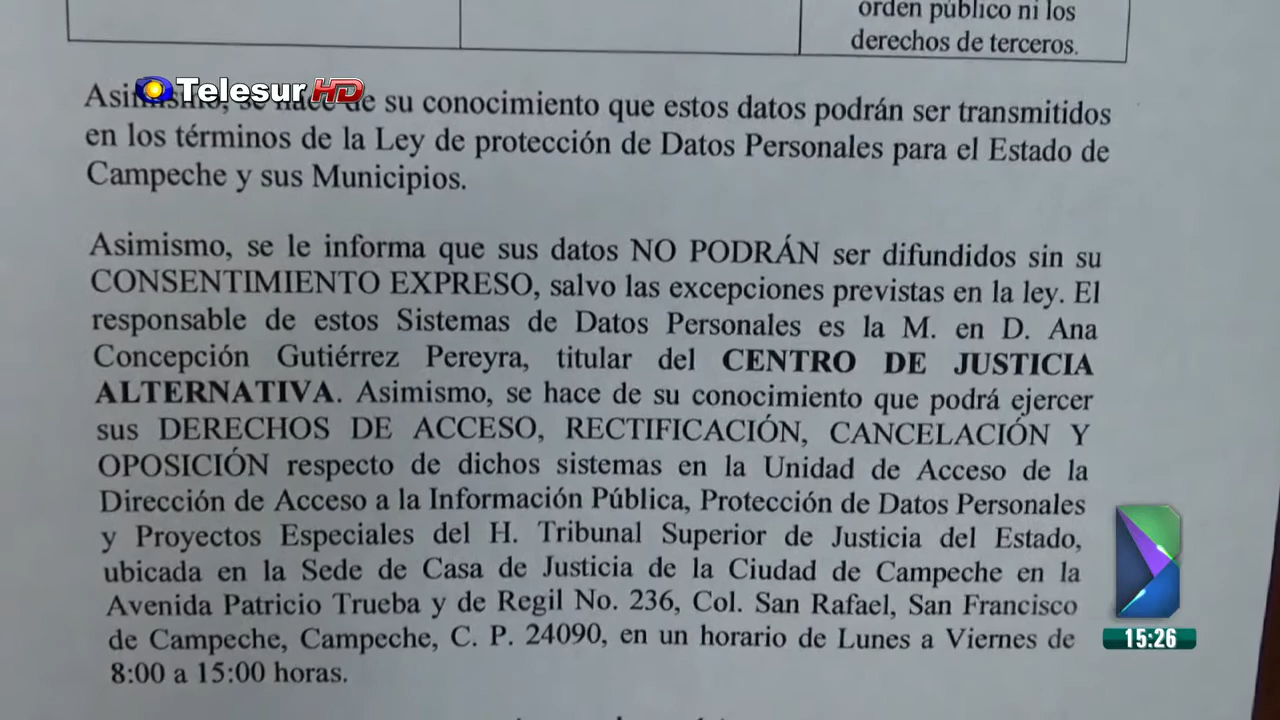 orden público ni los
derechos de terceros.
Telesur HD
Asimismo, se hace de su conocimiento que estos datos podrán ser transmitidos
en los términos de la Ley de protección de Datos Personales para el Estado de
Campeche y sus Municipios.
Asimismo, se le informa que sus datos NO PODRÁN ser difundidos sin su
CONSENTIMIENTO EXPRESO, salvo las excepciones previstas en la ley. El
responsable de estos Sistemas de Datos Personales es la M. en D. Ana
Concepción Gutiérrez Pereyra, titular del CENTRO DE JUSTICIA
ALTERNATIVA. Asimismo, se hace de su conocimiento que podrá ejercer
sus DERECHOS DE ACCESO, RECTIFICACIÓN, CANCELACIÓN Y
OPOSICIÓN respecto de dichos sistemas en la Unidad de Acceso de la
Dirección de Acceso a la Información Pública, Protección de Datos Personales
y Proyectos Especiales del H. Tribunal Superior de Justicia del Estado,
ubicada en la Sede de Casa de Justicia de la Ciudad de Campeche en la
Avenida Patricio Trueba y de Regil No. 236, Col. San Rafael, San Francisco
de Campeche, Campeche, C. P. 24090, en un horario de Lunes a Viernes de
8:00 a 15:00 horas.
15:26